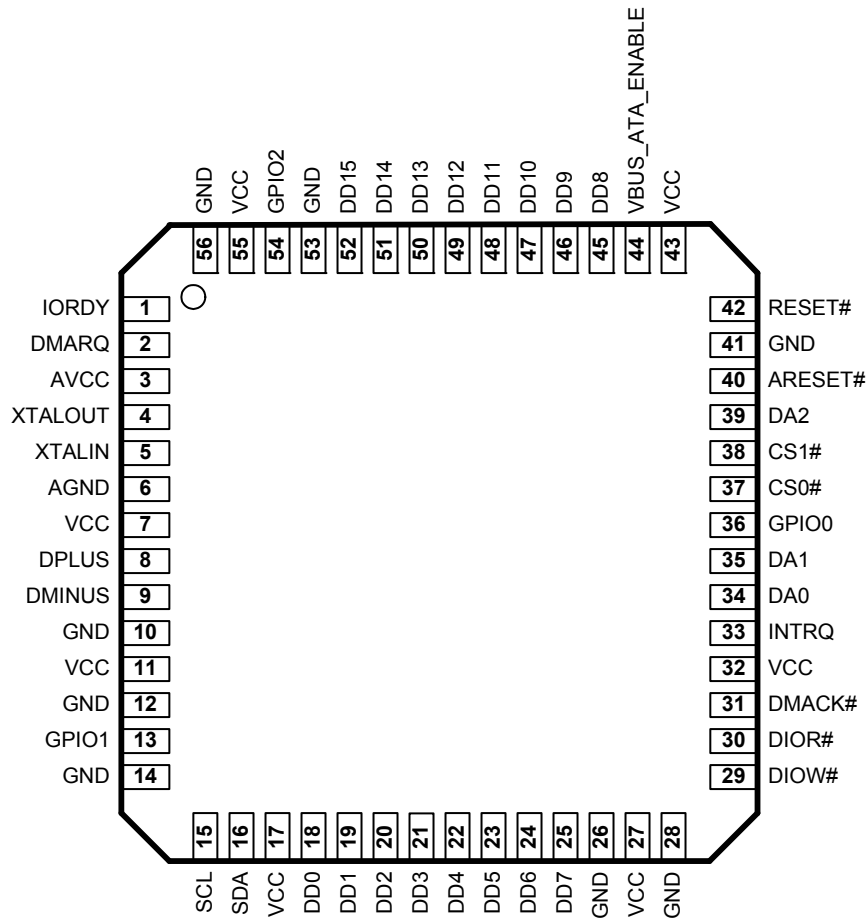 VBUS_ATA_ENABLE
GND VCC GPIO2 GND DD15 DD14 DD13 DD12 DD11 DD10 DD9 DD8 VCC
56 55 54 53 52 51 50 49 48 47 46 45 44 43
IORDY 1 42 RESET#
DMARQ 2 41 GND
AVCC 3 40 ARESET#
XTALOUT 4 39 DA2
XTALIN 5 38 CS1#
AGND 6 37 CS0#
VCC 7 36 GPIO0
DPLUS 8 35 DA1
DMINUS 9 34 DA0
GND 10 33 INTRQ
VCC 11 32 VCC
GND 12 31 DMACK#
GPIO1 13 30 DIOR#
GND 14 29 DIOW#
15 16 17 18 19 20 21 22 23 24 25 26 27 28
SCL SDA VCC DD0 DD1 DD2 DD3 DD4 DD5 DD6 DD7 GND VCC GND